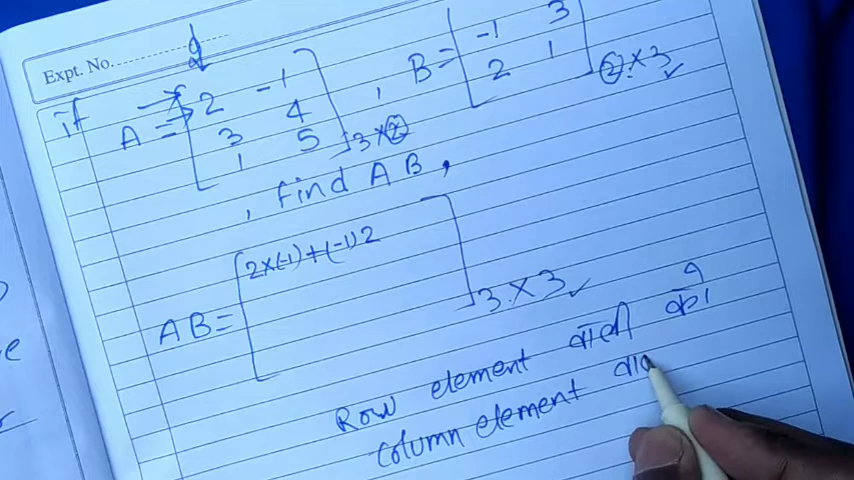 Expt. No.
if A = [2 -1
3 4
1 5] 3×2 , B = [-1 3
2 1] 2×3
, find AB,
AB = [2×(-1)+(-1)2 ] 3×3
Row element वाली का
column element